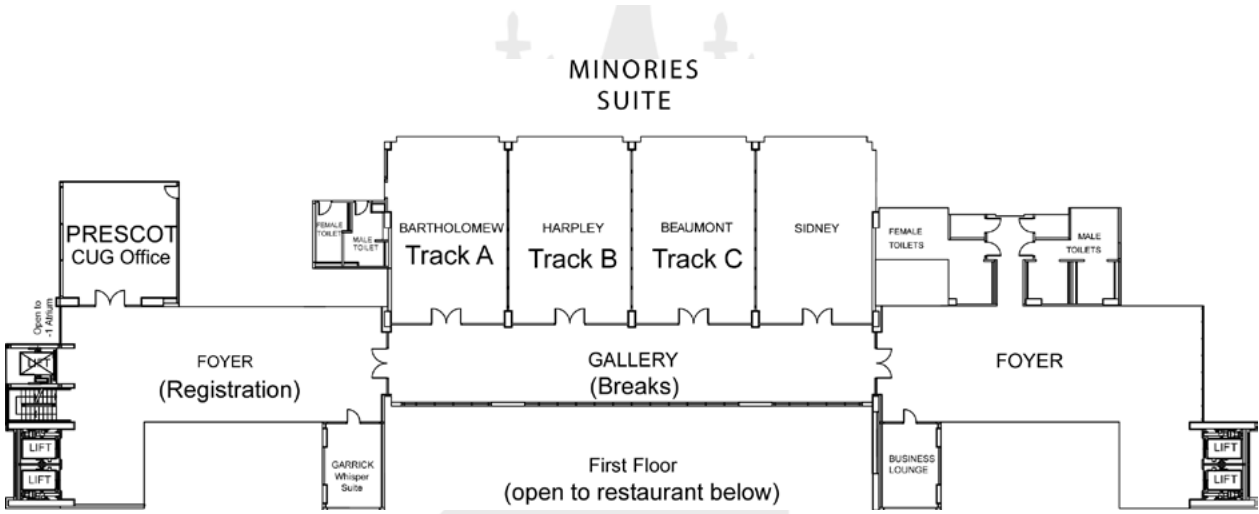 MINORIES
SUITE
PRESCOT
CUG Office
FEMALE
TOILET
MALE
TOILET
BARTHOLOMEW
Track A
HARPLEY
Track B
BEAUMONT
Track C
SIDNEY
FEMALE
TOILETS
MALE
TOILETS
Open to
-1 Atrium
LIFT
FOYER
(Registration)
GALLERY
(Breaks)
FOYER
LIFT
LIFT
GARRICK
Whisper
Suite
First Floor
(open to restaurant below)
BUSINESS
LOUNGE
LIFT
LIFT